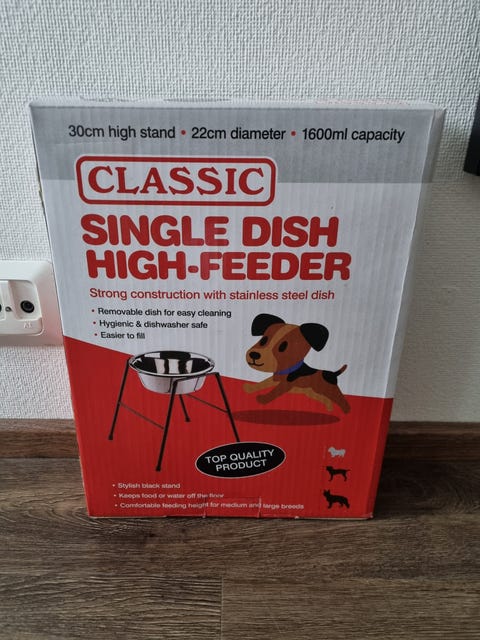 30cm high stand • 22cm diameter • 1600ml capacity
CLASSIC
SINGLE DISH
HIGH-FEEDER
Strong construction with stainless steel dish
• Removable dish for easy cleaning
• Hygienic & dishwasher safe
• Easier to fill
TOP QUALITY
PRODUCT
• Stylish black stand
• Keeps food or water off the floor
• Comfortable feeding height for medium and large breeds